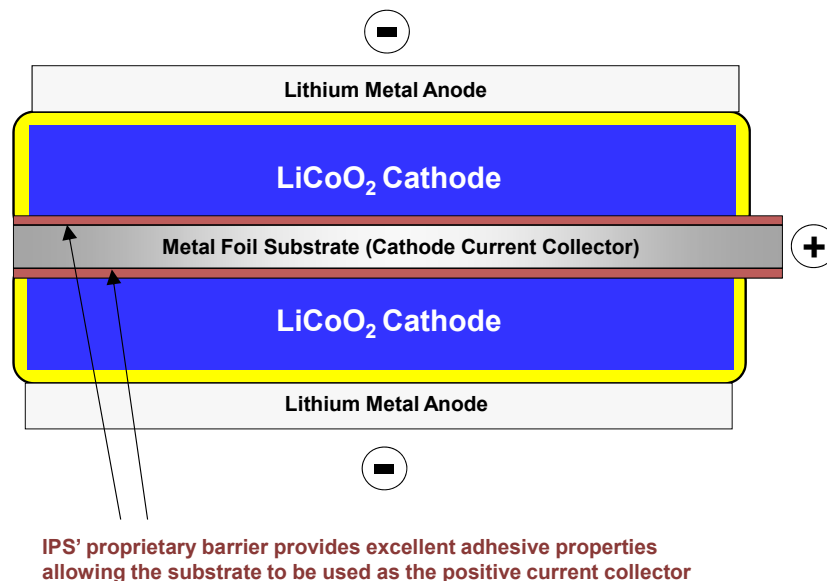 Lithium Metal Anode
LiCoO₂ Cathode
Metal Foil Substrate (Cathode Current Collector)
+
LiCoO₂ Cathode
Lithium Metal Anode
IPS’ proprietary barrier provides excellent adhesive properties
allowing the substrate to be used as the positive current collector